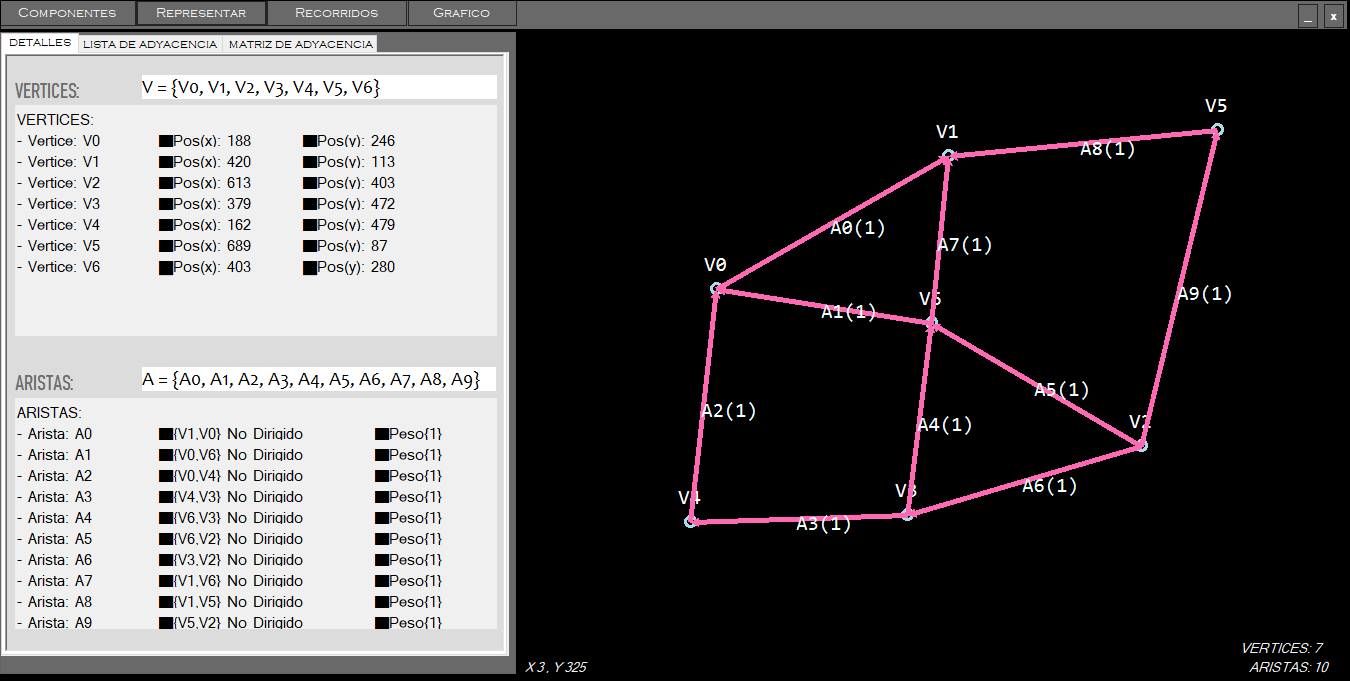 Componentes Representar Recorridos Grafico _ x
DETALLES LISTA DE ADYACENCIA MATRIZ DE ADYACENCIA
VERTICES: V = {V0, V1, V2, V3, V4, V5, V6}
VERTICES:
- Vertice: V0 Pos(x): 188 Pos(y): 246
- Vertice: V1 Pos(x): 420 Pos(y): 113
- Vertice: V2 Pos(x): 613 Pos(y): 403
- Vertice: V3 Pos(x): 379 Pos(y): 472
- Vertice: V4 Pos(x): 162 Pos(y): 479
- Vertice: V5 Pos(x): 689 Pos(y): 87
- Vertice: V6 Pos(x): 403 Pos(y): 280
ARISTAS: A = {A0, A1, A2, A3, A4, A5, A6, A7, A8, A9}
ARISTAS:
- Arista: A0 {V1,V0} No Dirigido Peso{1}
- Arista: A1 {V0,V6} No Dirigido Peso{1}
- Arista: A2 {V0,V4} No Dirigido Peso{1}
- Arista: A3 {V4,V3} No Dirigido Peso{1}
- Arista: A4 {V6,V3} No Dirigido Peso{1}
- Arista: A5 {V6,V2} No Dirigido Peso{1}
- Arista: A6 {V3,V2} No Dirigido Peso{1}
- Arista: A7 {V1,V6} No Dirigido Peso{1}
- Arista: A8 {V1,V5} No Dirigido Peso{1}
- Arista: A9 {V5,V2} No Dirigido Peso{1}
V5
V1
A8(1)
A0(1)
A7(1)
V0
A9(1)
V6
A1(1)
A5(1)
A2(1)
V2
A4(1)
A6(1)
V3
V4
A3(1)
VERTICES: 7
X 3 , Y 325
ARISTAS: 10